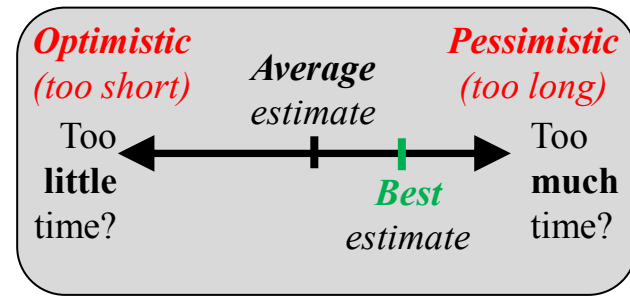 Optimistic
(too short)
Too
little
time?
Average
estimate
Best
estimate
Pessimistic
(too long)
Too
much
time?